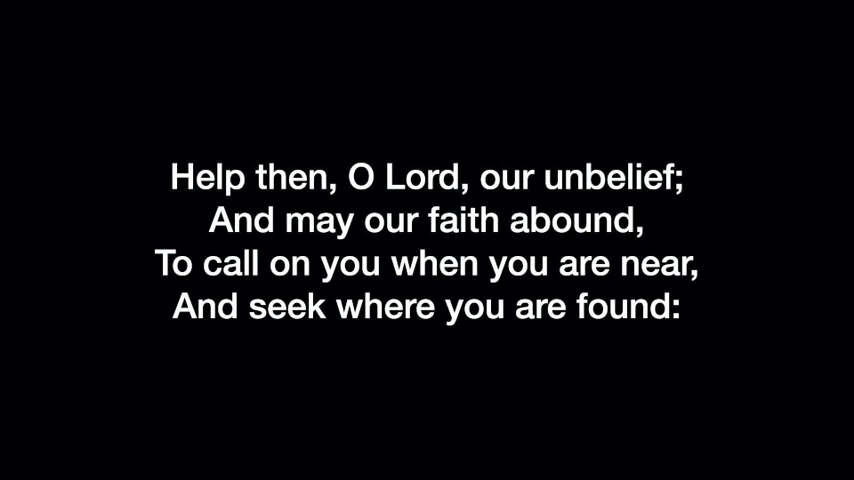 Help then, O Lord, our unbelief;
And may our faith abound,
To call on you when you are near,
And seek where you are found: